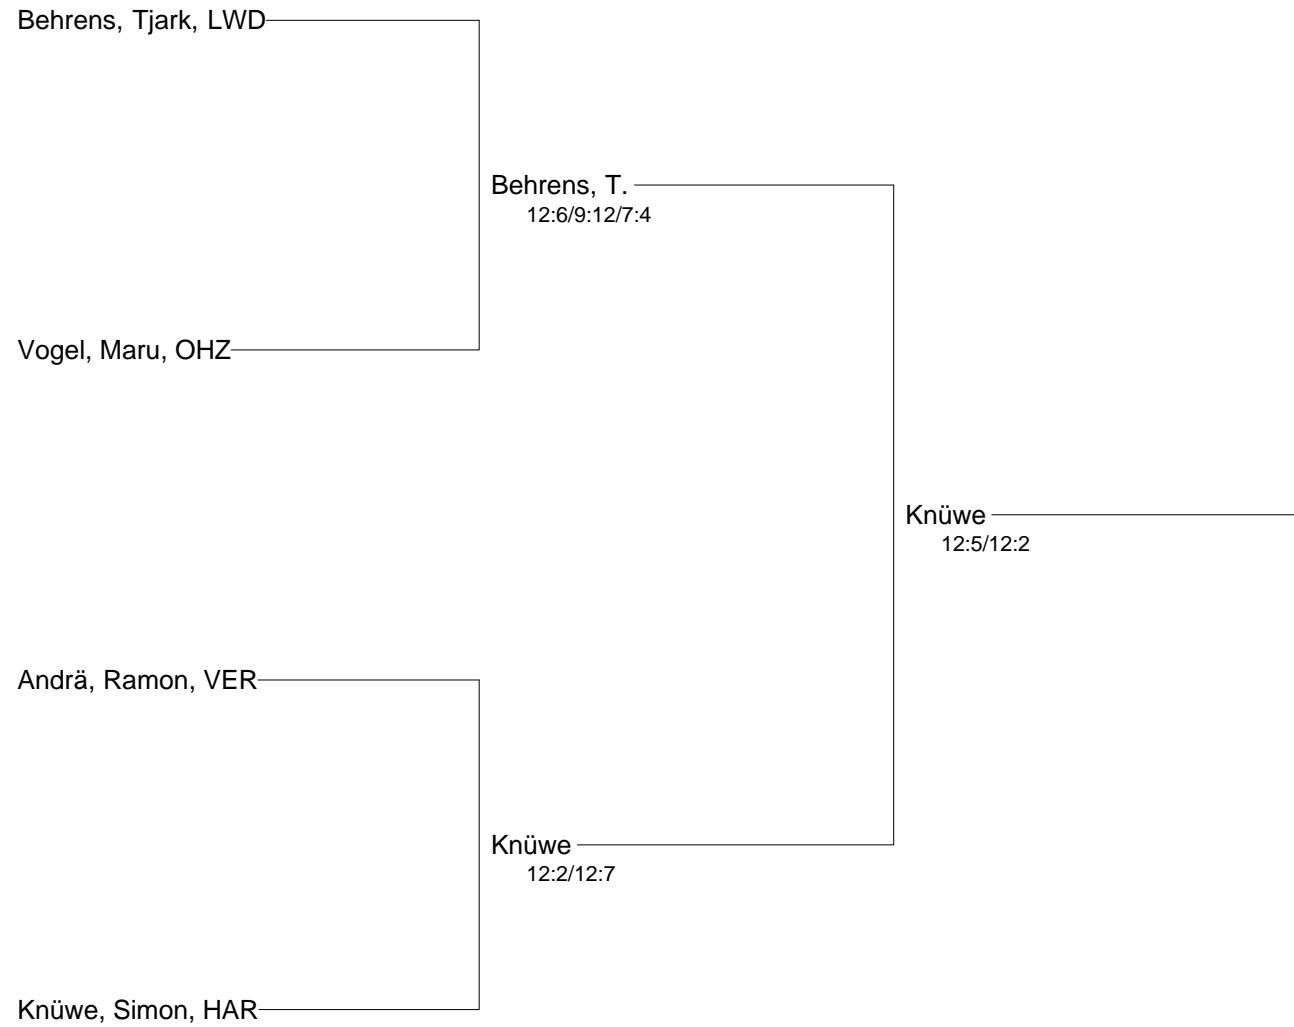 Behrens, Tjark, LWD
Behrens, T.
12:6/9:12/7:4
Vogel, Maru, OHZ
Knüwe
12:5/12:2
Andrä, Ramon, VER
Knüwe
12:2/12:7
Knüwe, Simon, HAR